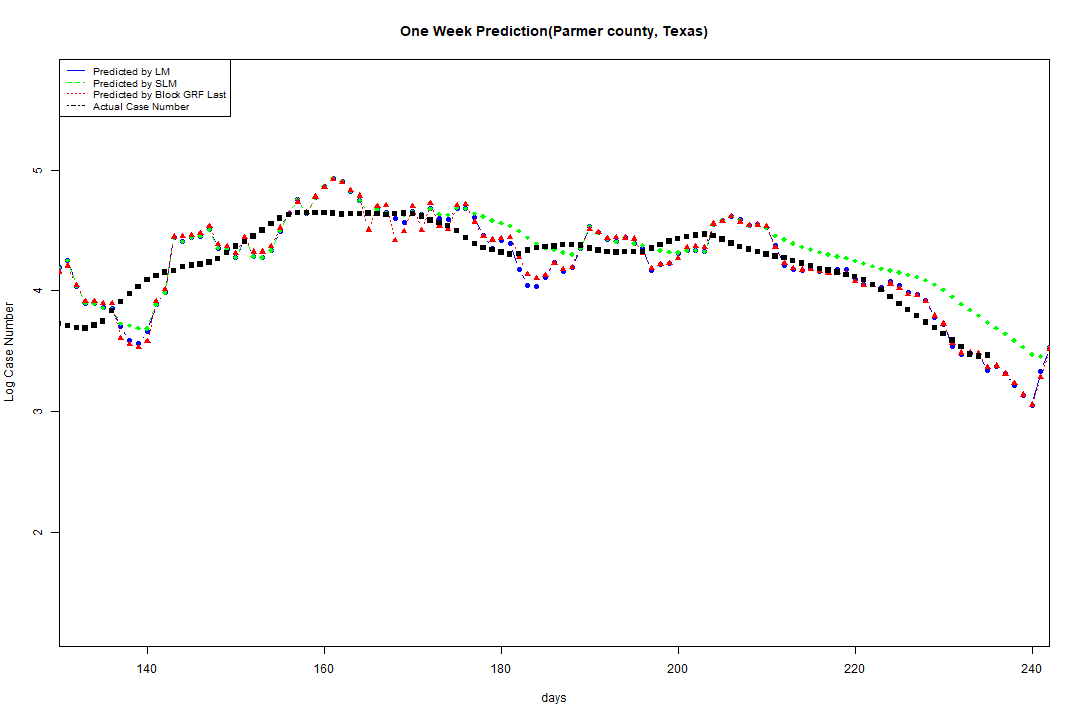 One Week Prediction(Parmer county, Texas)
Predicted by LM
Predicted by SLM
Predicted by Block GRF Last
Actual Case Number
5
4
3
2
Log Case Number
140 160 180 200 220 240
days